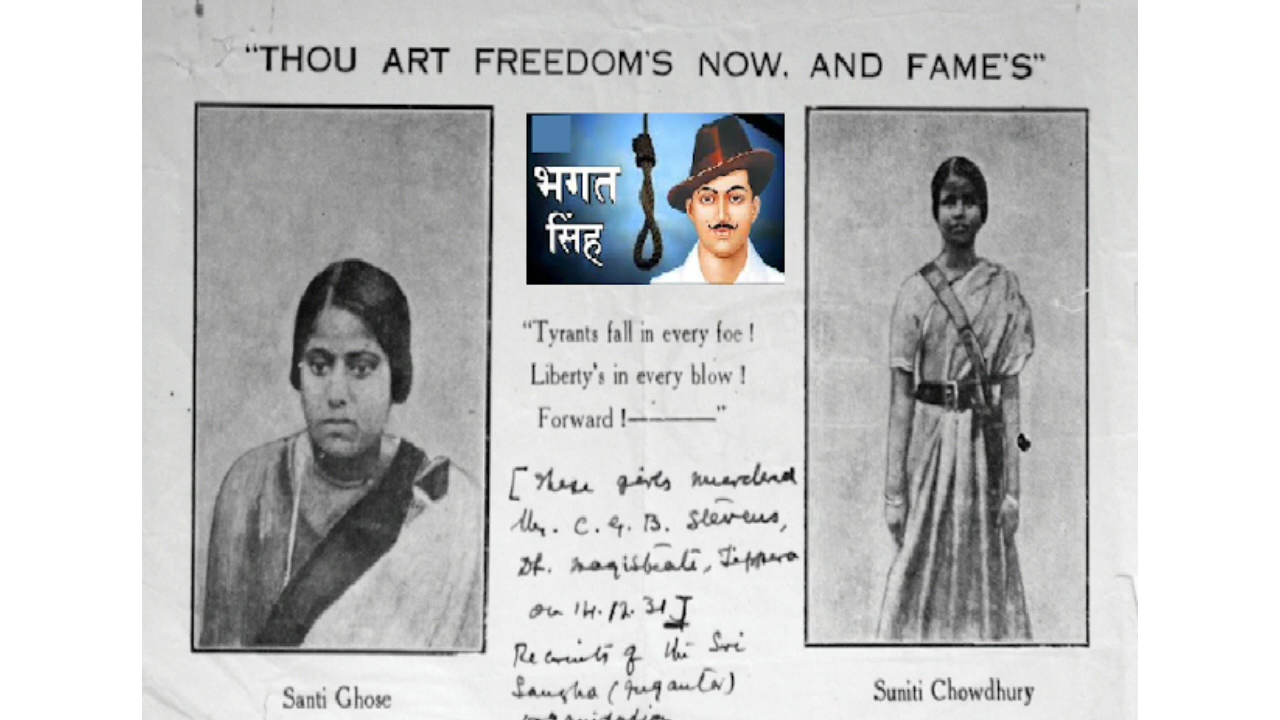 “THOU ART FREEDOM'S NOW, AND FAME'S“
भगत
सिंह
“Tyrants fall in every foe !
Liberty's in every blow !
Forward !————”
[These girls murdered
Mr. C. G. B. Stevens,
Dt. Magistrate, Tippera
on 14.12.31]
Recruits of the Sri
Sangha (Jugantar)
organisation
Santi Ghose
Suniti Chowdhury